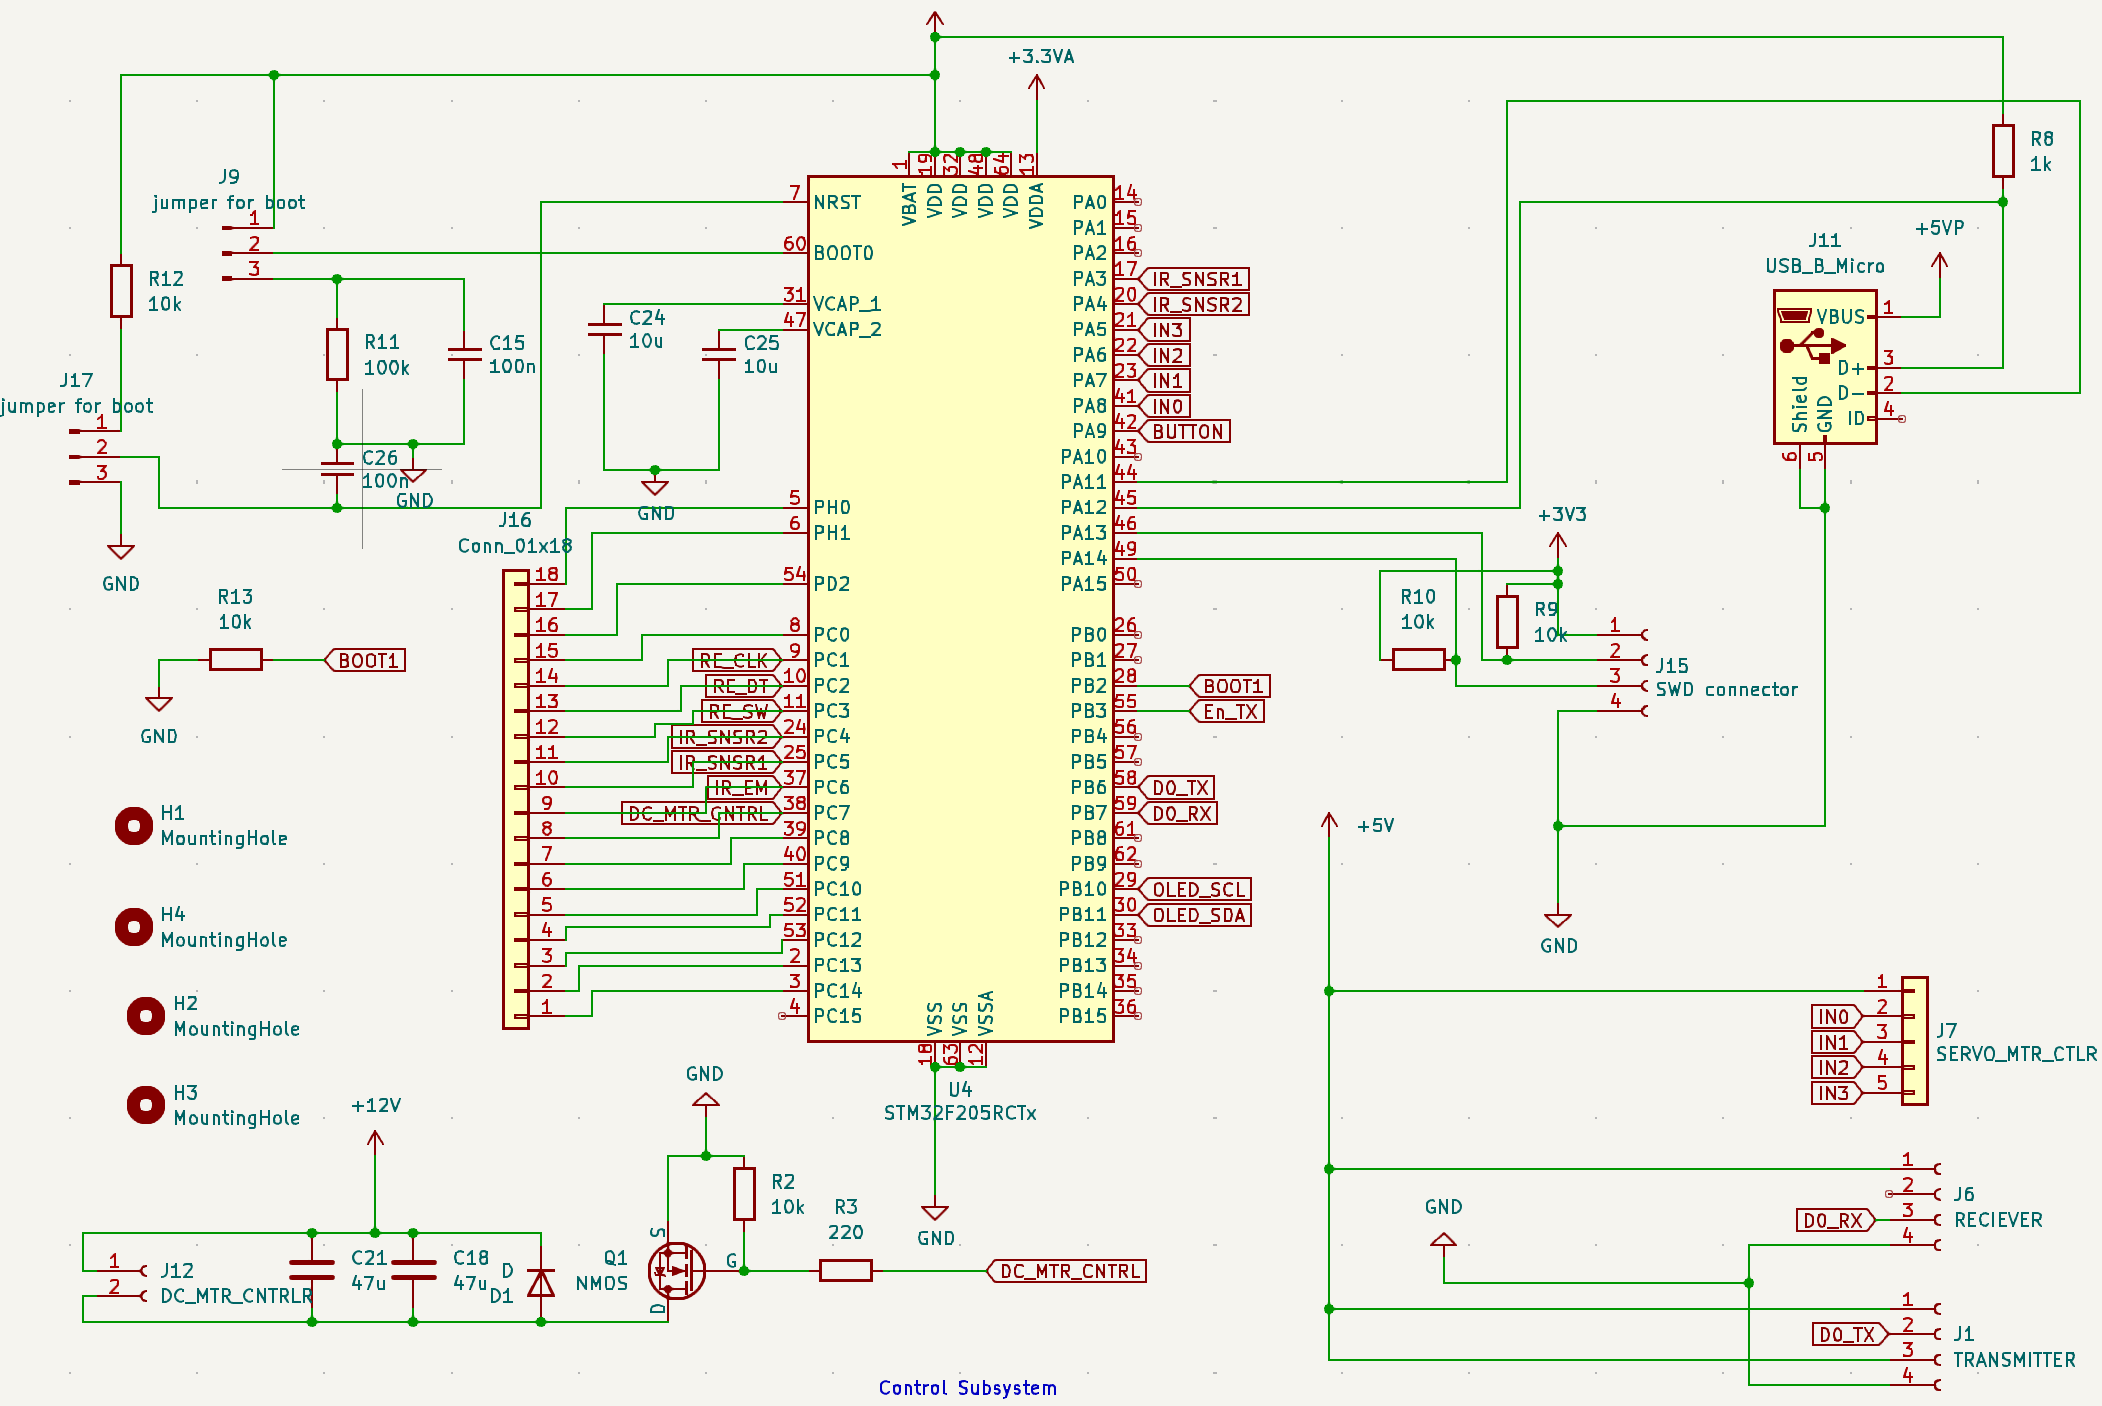 +3.3VA
J9
jumper for boot
1
2
3
R12
10k
R11
100k
C15
100n
J17
jumper for boot
1
2
3
C26
100n
GND
GND
C24
10u
C25
10u
GND
R13
10k
BOOT1
GND
J16
Conn_01x18
18
17
16
15
14
13
12
11
10
9
8
7
6
5
4
3
2
1
RE_CLK
RE_DT
RE_SW
IR_SNSR2
IR_SNSR1
IR_EM
DC_MTR_CNTRL
1 VBAT
19 VDD
32 VDD
48 VDD
64 VDD
13 VDDA
7 NRST
60 BOOT0
31 VCAP_1
47 VCAP_2
5 PH0
6 PH1
54 PD2
8 PC0
9 PC1
10 PC2
11 PC3
24 PC4
25 PC5
37 PC6
38 PC7
39 PC8
40 PC9
51 PC10
52 PC11
53 PC12
2 PC13
3 PC14
4 PC15
PA0 14
PA1 15
PA2 16
PA3 17 IR_SNSR1
PA4 20 IR_SNSR2
PA5 21 IN3
PA6 22 IN2
PA7 23 IN1
PA8 41 IN0
PA9 42 BUTTON
PA10 43
PA11 44
PA12 45
PA13 46
PA14 49
PA15 50
PB0 26
PB1 27
PB2 28 BOOT1
PB3 55 En_TX
PB4 56
PB5 57
PB6 58 D0_TX
PB7 59 D0_RX
PB8 61
PB9 62
PB10 29 OLED_SCL
PB11 30 OLED_SDA
PB12 33
PB13 34
PB14 35
PB15 36
VSS 18
VSS 63
VSSA 12
U4
STM32F205RCTx
GND
R8
1k
+5VP
J11
USB_B_Micro
VBUS 1
D+ 3
D- 2
ID 4
Shield 6
GND 5
+3V3
R10
10k
R9
10k
1
2
3
4
J15
SWD connector
GND
+5V
1
IN0 2
IN1 3
IN2 4
IN3 5
J7
SERVO_MTR_CTLR
1
2
D0_RX 3
4
J6
RECIEVER
GND
1
D0_TX 2
3
4
J1
TRANSMITTER
H1
MountingHole
H4
MountingHole
H2
MountingHole
H3
MountingHole
+12V
1
2
J12
DC_MTR_CNTRLR
C21
47u
C18
47u
D
D1
GND
Q1
NMOS
S
G
D
R2
10k
R3
220
DC_MTR_CNTRL
Control Subsystem